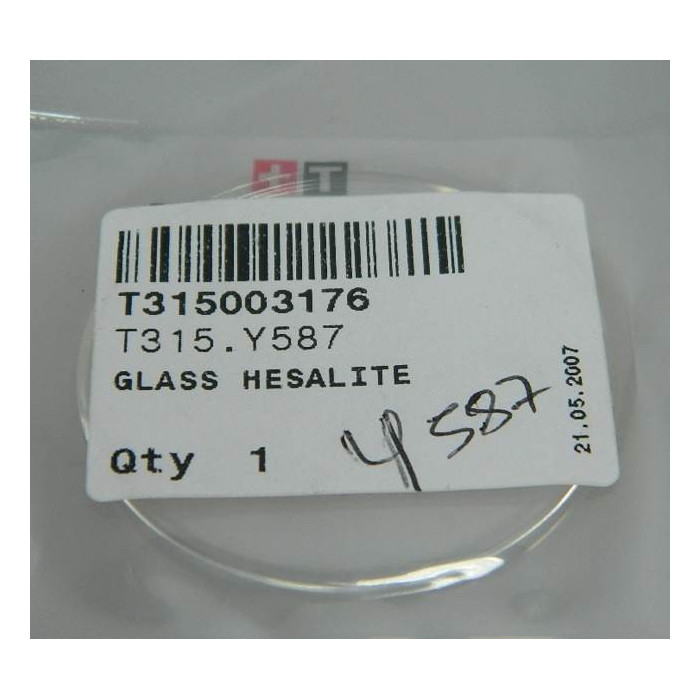 T
T315003176
T315.Y587
GLASS HESALITE
Qty 1
Y587
21.05.2007